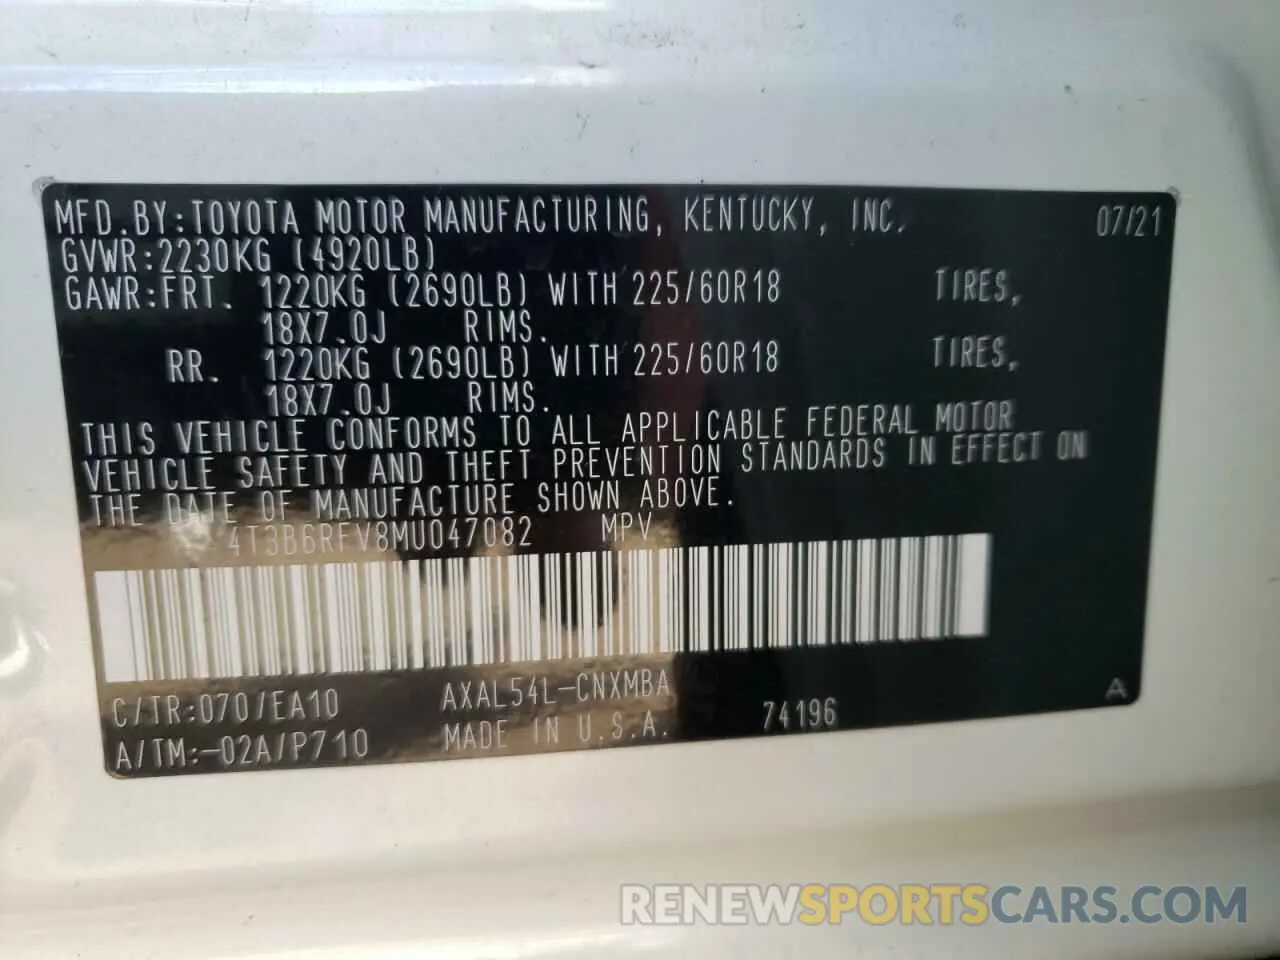 MFD.BY:TOYOTA MOTOR MANUFACTURING, KENTUCKY, INC. 07/21
GVWR:2230KG (4920LB)
GAWR:FRT. 1220KG (2690LB) WITH 225/60R18 TIRES,
18X7.0J RIMS.
RR. 1220KG (2690LB) WITH 225/60R18 TIRES,
18X7.0J RIMS.
THIS VEHICLE CONFORMS TO ALL APPLICABLE FEDERAL MOTOR
VEHICLE SAFETY AND THEFT PREVENTION STANDARDS IN EFFECT ON
THE DATE OF MANUFACTURE SHOWN ABOVE.
4T3B6RFV8MU047082 MPV
C/TR:070/EA10 AXAL54L-CNXMBA A
A/TM:-02A/P710 MADE IN U.S.A. 74196
RENEWSPORTSCARS.COM